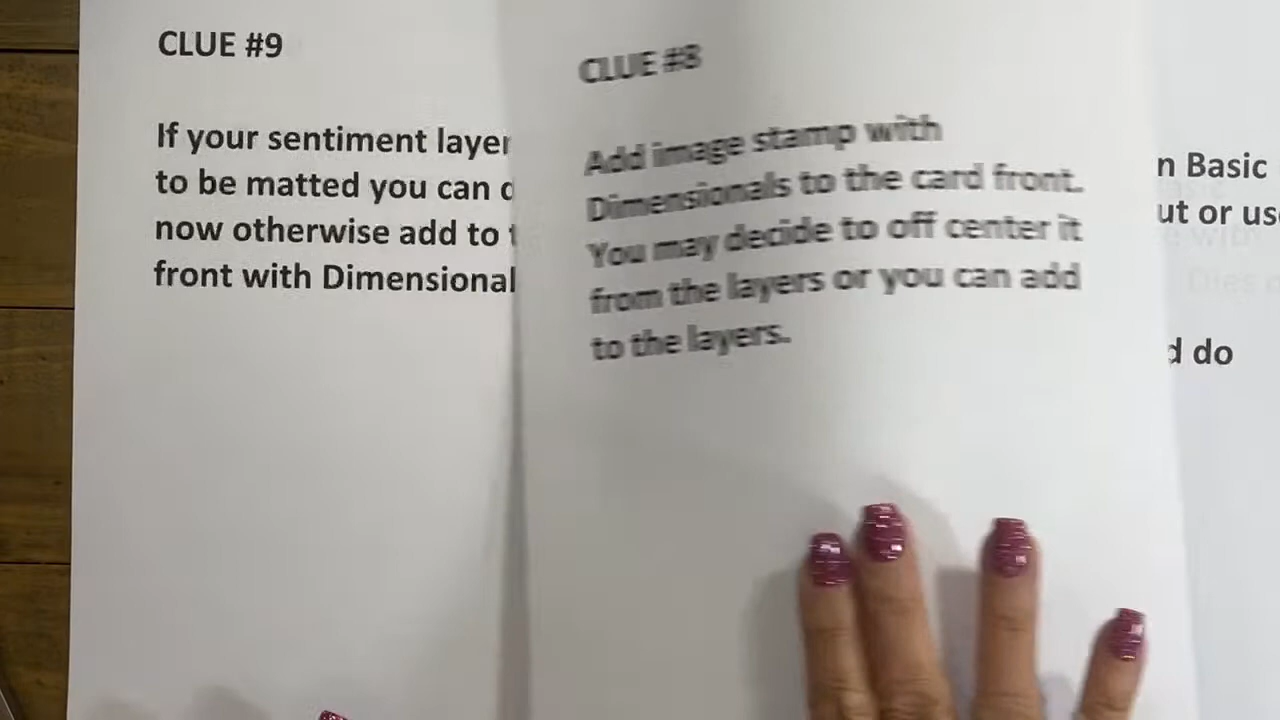 CLUE #9
If your sentiment layer
to be matted you can
now otherwise add to
front with Dimensional
CLUE #8
Add image stamp with
Dimensionals to the card front.
You may decide to off center it
from the layers or you can add
to the layers.
Basic
or
do